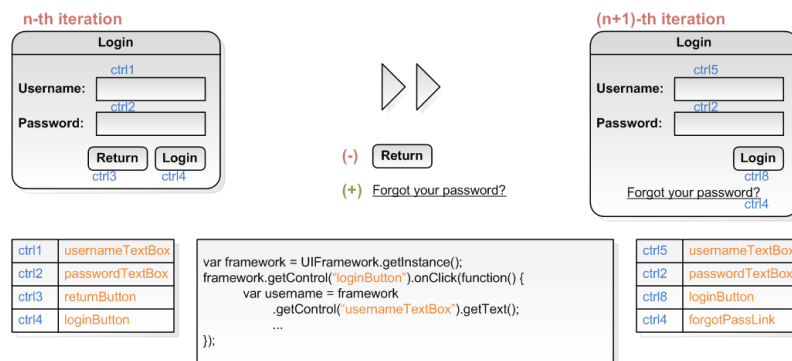 n-th iteration
Login
ctrl1
Username:
ctrl2
Password:
Return
Login
ctrl3
ctrl4
(-)
Return
(+)
Forgot your password?
(n+1)-th iteration
Login
ctrl5
Username:
ctrl2
Password:
Login
ctrl8
Forgot your password?
ctrl4
ctrl1 usernameTextBox
ctrl2 passwordTextBox
ctrl3 returnButton
ctrl4 loginButton
var framework = UIFramework.getInstance();
framework.getControl(“loginButton”).onClick(function() {
var username = framework
.getControl(“usernameTextBox”).getText();
...
});
ctrl5 usernameTextBox
ctrl2 passwordTextBox
ctrl8 loginButton
ctrl4 forgotPassLink